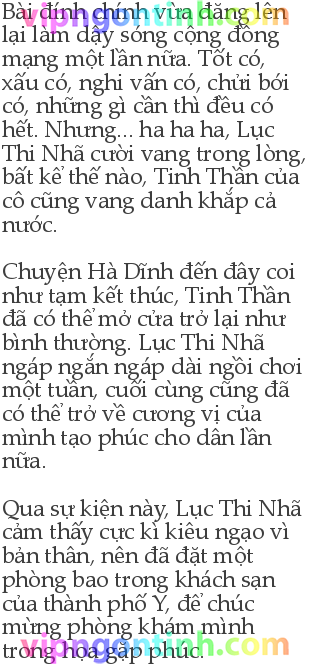 Bài đính chính vừa đăng lên
vipngontinh.com
lại làm dậy sóng cộng đồng
mạng một lần nữa. Tốt có,
xấu có, nghi vấn có, chửi bới
có, những gì cần thì đều có
hết. Nhưng... ha ha ha, Lục
Thi Nhã cười vang trong lòng,
bất kể thế nào, Tinh Thần của
cô cũng vang danh khắp cả
nước.
Chuyện Hà Dĩnh đến đây coi
như tạm kết thúc, Tinh Thần
đã có thể mở cửa trở lại như
bình thường. Lục Thi Nhã
ngáp ngắn ngáp dài ngồi chơi
một tuần, cuối cùng cũng đã
có thể trở về cương vị của
mình tạo phúc cho dân lần
nữa.
Qua sự kiện này, Lục Thi Nhã
cảm thấy cực kì kiêu ngạo vì
bản thân, nên đã đặt một
phòng bao trong khách sạn
của thành phố Y, để chúc
mừng phòng khám mình
vipngontinh.com
trong họa gặp phúc.